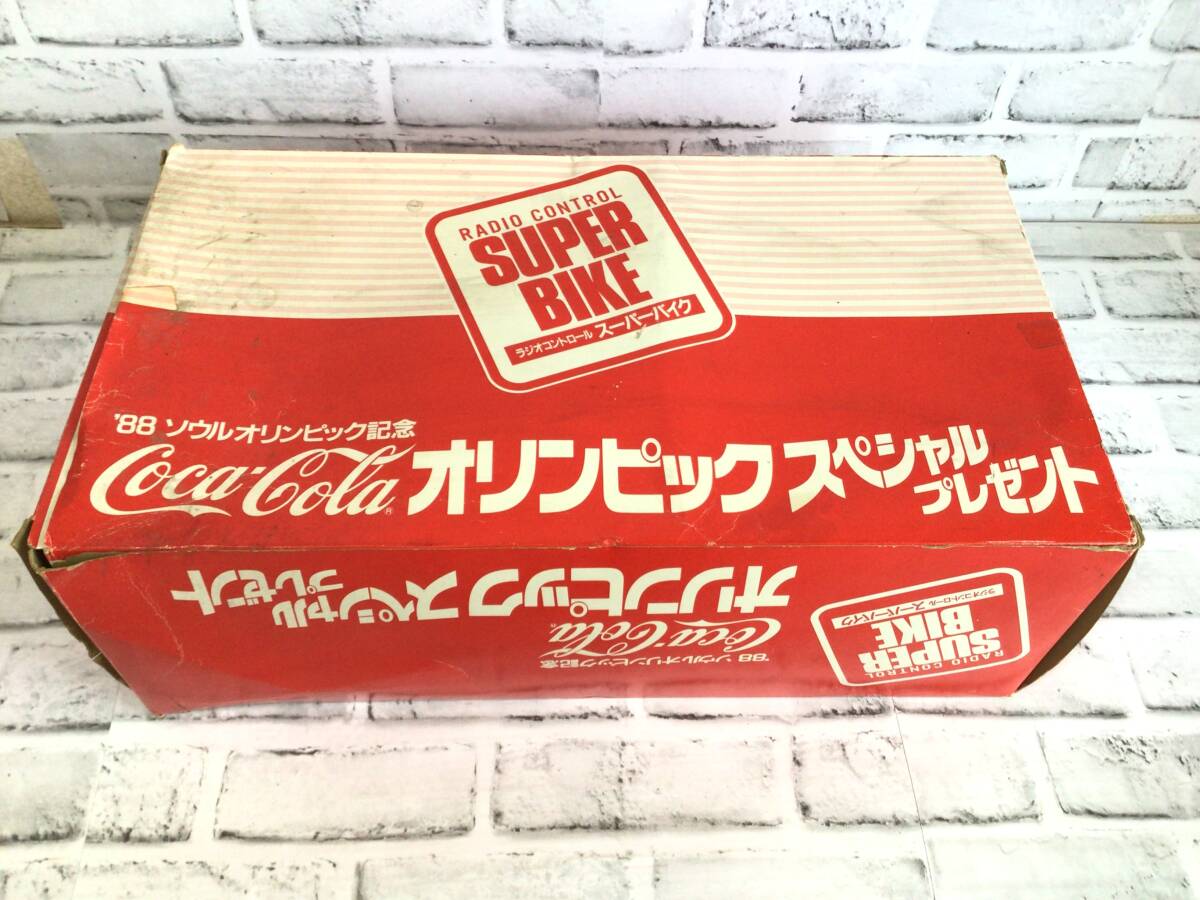 RADIO CONTROL
SUPER
BIKE
ラジオコントロール スーパーバイク
'88 ソウルオリンピック記念
Coca-Cola® オリンピックスペシャル
プレゼント
'88 ソウルオリンピック記念
Coca-Cola®
オリンピックスペシャル
プレゼント
RADIO CONTROL
SUPER
BIKE
ラジオコントロール スーパーバイク